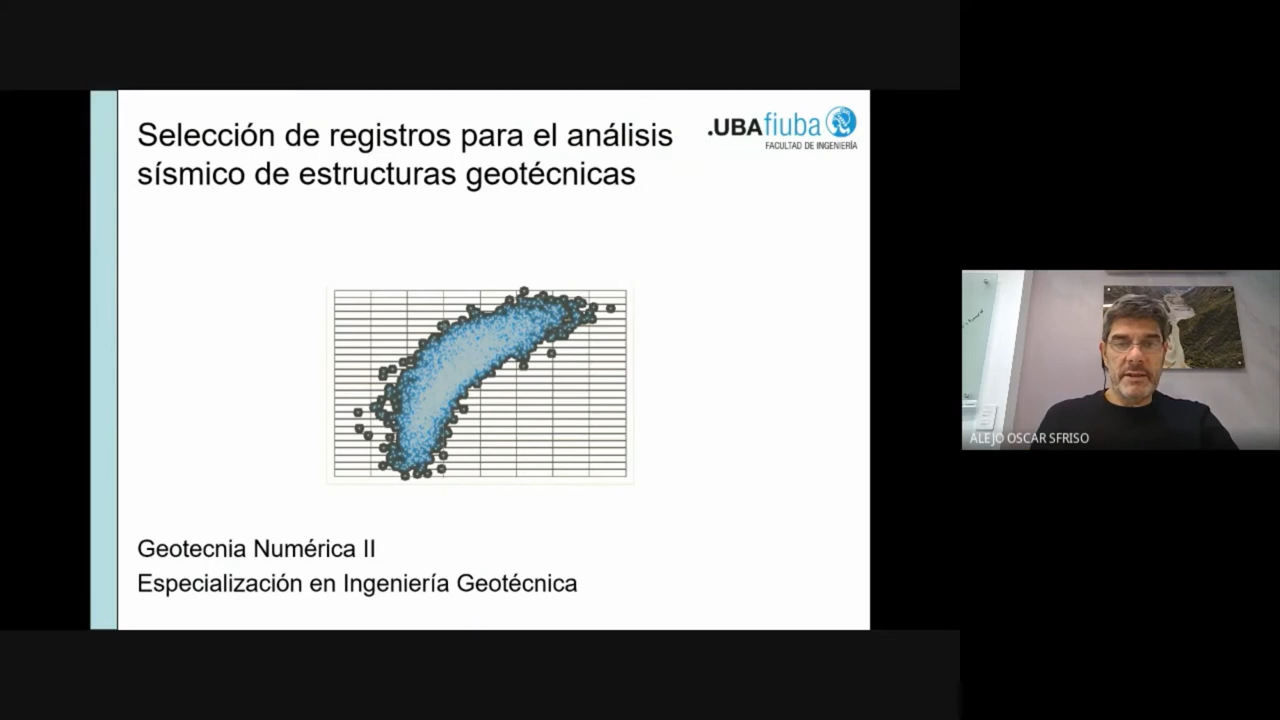 Selección de registros para el análisis
sísmico de estructuras geotécnicas
.UBAfiuba
FACULTAD DE INGENIERÍA
Geotecnia Numérica II
Especialización en Ingeniería Geotécnica
ALEJO OSCAR SFRISO